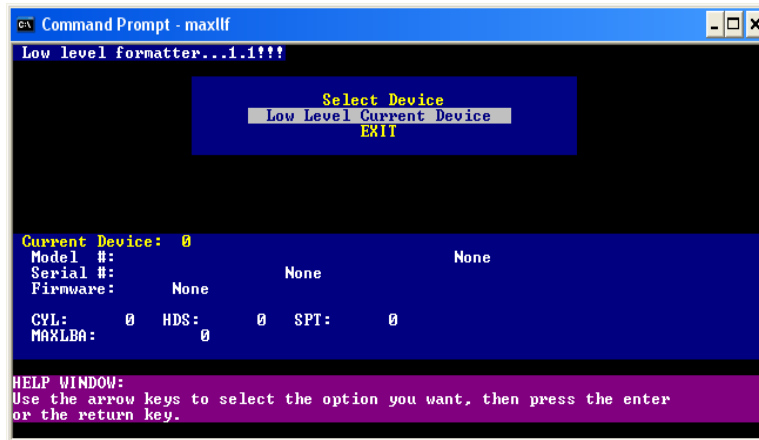 Command Prompt - maxllf
Low level formatter...1.1!!!
Select Device
Low Level Current Device
EXIT
Current Device: 0
Model #: None
Serial #: None
Firmware: None
CYL: 0 HDS: 0 SPT: 0
MAXLBA: 0
HELP WINDOW:
Use the arrow keys to select the option you want, then press the enter
or the return key.